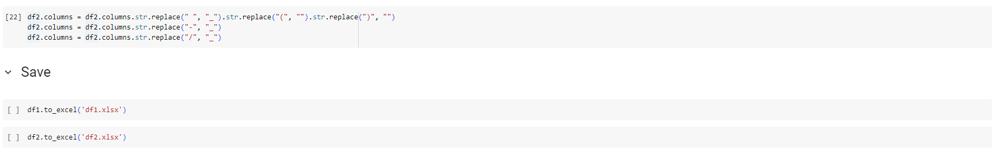 [22] df2.columns = df2.columns.str.replace(" ", "_").str.replace("(", "").str.replace(")", "")
df2.columns = df2.columns.str.replace("-", "_")
df2.columns = df2.columns.str.replace("/", "_")
Save
[ ] df1.to_excel('df1.xlsx')
[ ] df2.to_excel('df2.xlsx')